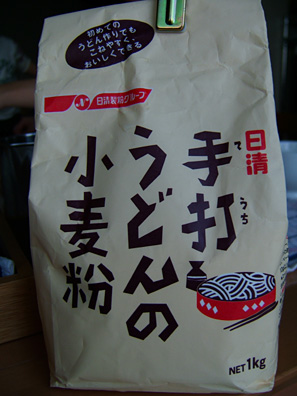 初めての
うどん作りでも
こねやすく、
おいしくできる
日清製粉グループ
日清
手打
て
うち
うどんの
小麦粉
NET 1kg